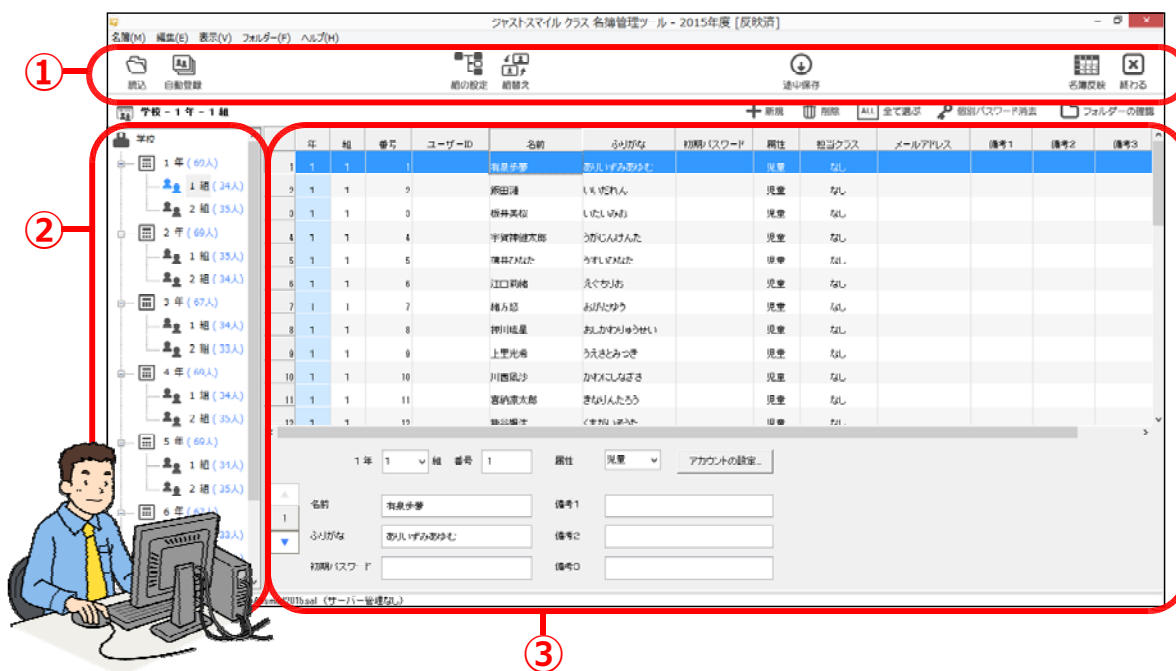 ジャストスマイル クラス 名簿管理ツール - 2015年度 [反映済]
名簿(M) 編集(E) 表示(V) フォルダー(F) ヘルプ(H)
①
読込 自動登録 組の設定 組替え 途中保存 名簿反映 終わる
学校 - 1 年 - 1 組
新規 削除 ALL 全て選ぶ 個別パスワード消去 フォルダーの確認
②
学校
1 年 (69人)
1 組 (34人)
2 組 (35人)
2 年 (69人)
1 組 (35人)
2 組 (34人)
3 年 (67人)
1 組 (34人)
2 組 (33人)
4 年 (69人)
1 組 (34人)
2 組 (35人)
5 年 (69人)
1 組 (34人)
2 組 (35人)
6 年
33人)
年 組 番号 ユーザーID 名前 ふりがな 初期パスワード 属性 担当クラス メールアドレス 備考1 備考2 備考3
1 1 1 1 有泉歩夢 ありいずみあゆむ 児童 なし
2 1 1 2 飯田蓮 いいだれん 児童 なし
3 1 1 3 板井美桜 いたいみお 児童 なし
4 1 1 4 宇賀神健太郎 うがじんけんた 児童 なし
5 1 1 5 薄井ひなた うすいひなた 児童 なし
6 1 1 6 江口莉緒 えぐちりお 児童 なし
7 1 1 7 緒方悠 おがたゆう 児童 なし
8 1 1 8 押川琉星 おしかわりゅうせい 児童 なし
9 1 1 9 上里光希 うえさとみつき 児童 なし
10 1 1 10 川西凪沙 かわにしなぎさ 児童 なし
11 1 1 11 喜納凛太郎 きなりんたろう 児童 なし
12 1 1 12 児童 なし
1 年 1 組 番号 1 属性 児童 アカウントの設定...
1
名前 有泉歩夢 備考1
ふりがな ありいずみあゆむ 備考2
初期パスワード 備考3
(サーバー管理なし)
③